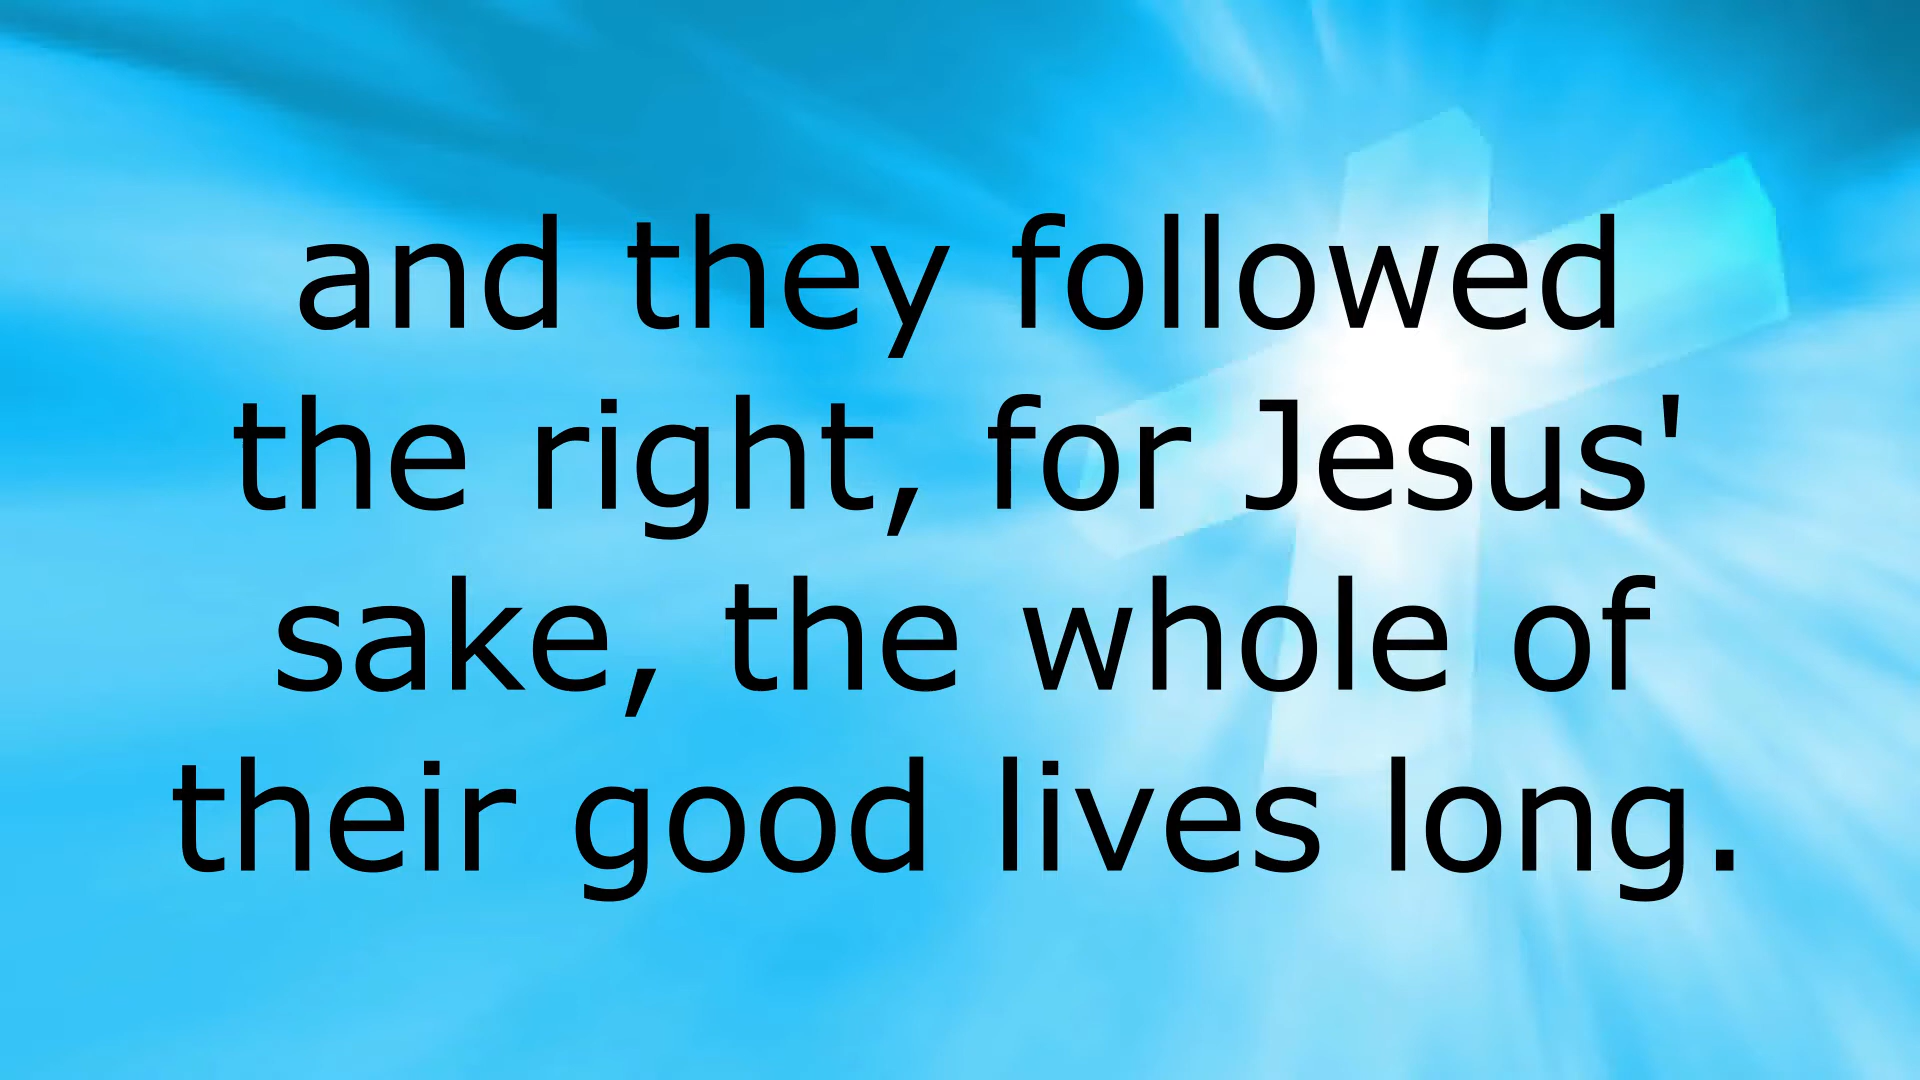 and they followed
the right, for Jesus'
sake, the whole of
their good lives long.